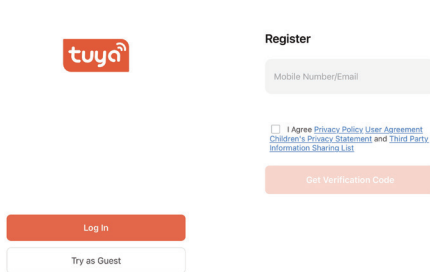 tuya
Log In
Try as Guest
Register
Mobile Number/Email
I Agree Privacy Policy User Agreement
Children's Privacy Statement and Third Party
Information Sharing List
Get Verification Code